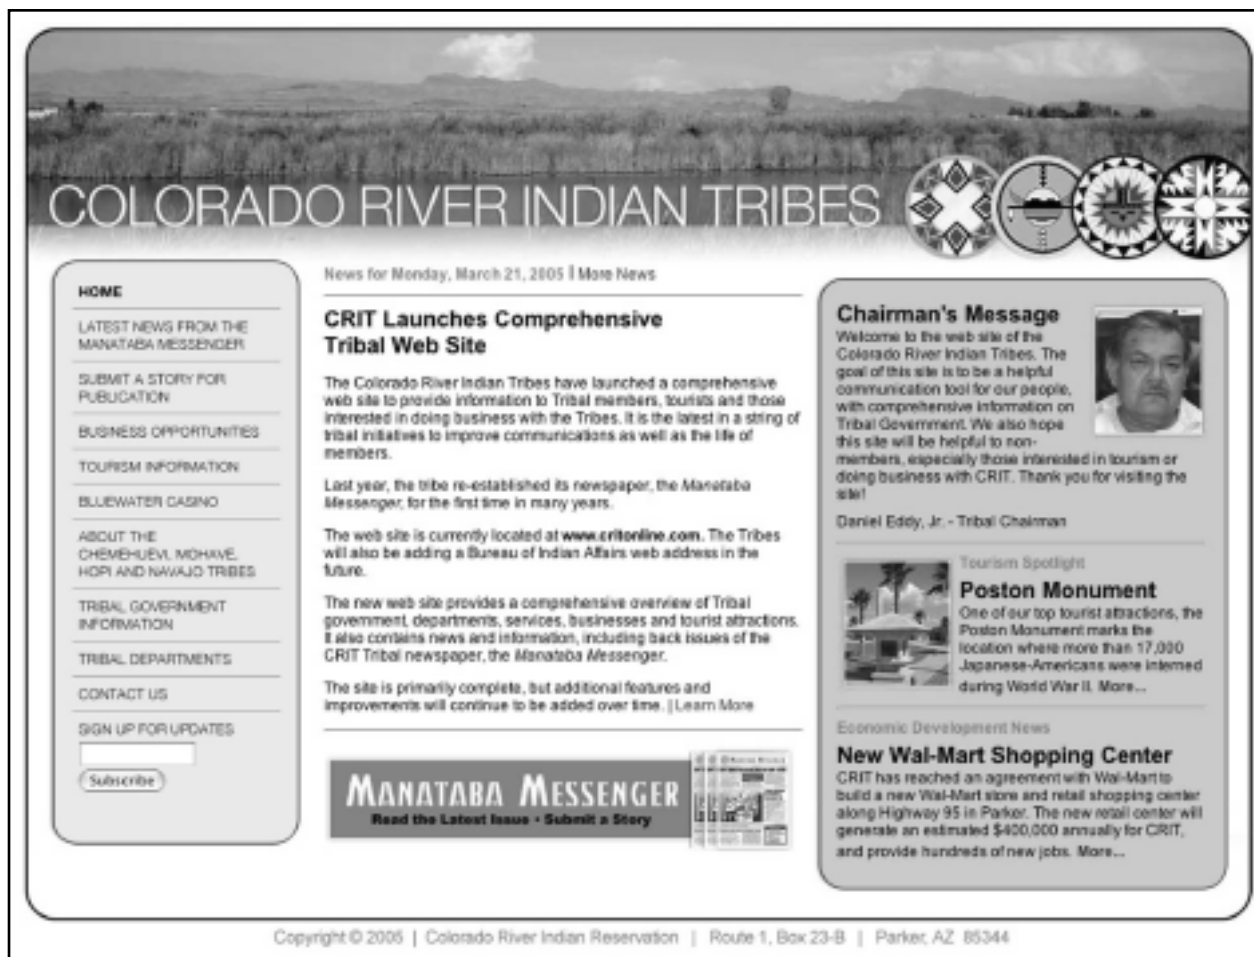 COLORADO RIVER INDIAN TRIBES
HOME
LATEST NEWS FROM THE
MANATABA MESSENGER
SUBMIT A STORY FOR
PUBLICATION
BUSINESS OPPORTUNITIES
TOURISM INFORMATION
BLUEWATER CASINO
ABOUT THE
CHEMEHUEVI, MOHAVE,
HOPI AND NAVAJO TRIBES
TRIBAL GOVERNMENT
INFORMATION
TRIBAL DEPARTMENTS
CONTACT US
SIGN UP FOR UPDATES
Subscribe
News for Monday, March 21, 2005 | More News
CRIT Launches Comprehensive
Tribal Web Site
The Colorado River Indian Tribes have launched a comprehensive
web site to provide information to Tribal members, tourists and those
interested in doing business with the Tribes. It is the latest in a string of
tribal initiatives to improve communications as well as the life of
members.
Last year, the tribe re-established its newspaper, the Manataba
Messenger, for the first time in many years.
The web site is currently located at www.critonline.com. The Tribes
will also be adding a Bureau of Indian Affairs web address in the
future.
The new web site provides a comprehensive overview of Tribal
government, departments, services, businesses and tourist attractions.
It also contains news and information, including back issues of the
CRIT Tribal newspaper, the Manataba Messenger.
The site is primarily complete, but additional features and
improvements will continue to be added over time. | Learn More
MANATABA MESSENGER
Read the Latest Issue • Submit a Story
Chairman's Message
Welcome to the web site of the
Colorado River Indian Tribes. The
goal of this site is to be a helpful
communication tool for our people,
with comprehensive information on
Tribal Government. We also hope
this site will be helpful to non-
members, especially those interested in tourism or
doing business with CRIT. Thank you for visiting the
site!
Daniel Eddy, Jr. - Tribal Chairman
Tourism Spotlight
Poston Monument
One of our top tourist attractions, the
Poston Monument marks the
location where more than 17,000
Japanese-Americans were interned
during World War II. More...
Economic Development News
New Wal-Mart Shopping Center
CRIT has reached an agreement with Wal-Mart to
build a new Wal-Mart store and retail shopping center
along Highway 95 in Parker. The new retail center will
generate an estimated $400,000 annually for CRIT,
and provide hundreds of new jobs. More...
Copyright © 2005 | Colorado River Indian Reservation | Route 1, Box 23-B | Parker, AZ 85344